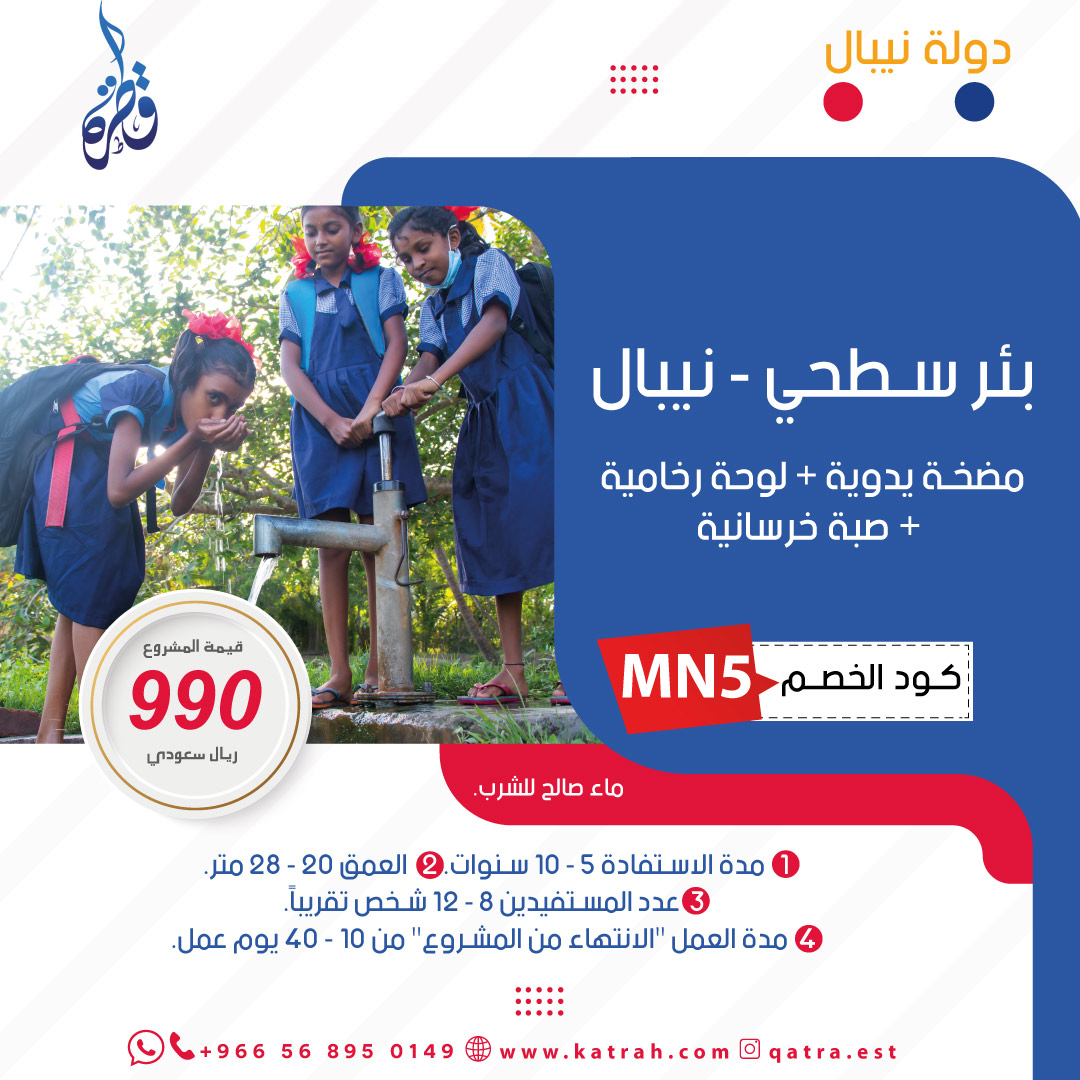 قطرة
دولة نيبال
بئر سطحي - نيبال
مضخة يدوية + لوحة رخامية
+ صبة خرسانية
كود الخصم MN5
قيمة المشروع
990
ريال سعودي
ماء صالح للشرب.
1 مدة الاستفادة 5 - 10 سنوات. 2 العمق 20 - 28 متر.
3 عدد المستفيدين 8 - 12 شخص تقريباً.
4 مدة العمل "الانتهاء من المشروع" من 10 - 40 يوم عمل.
+966 56 895 0149 www.katrah.com qatra.est